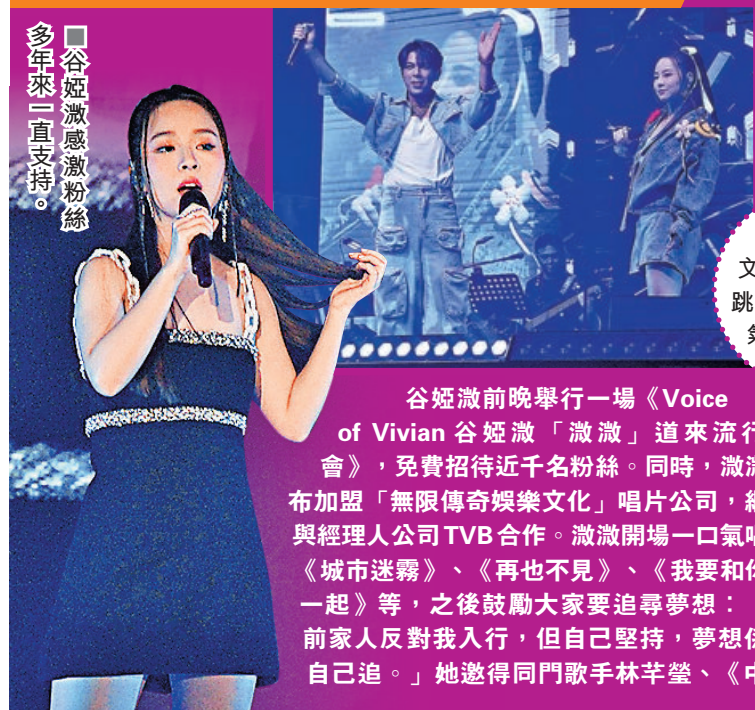 ■谷婭溦感激粉絲
多年來一直支持。
文
跳
谷婭溦前晚舉行一場《Voice
of Vivian 谷婭溦「溦溦」道來流行
會》，免費招待近千名粉絲。同時，溦溦
布加盟「無限傳奇娛樂文化」唱片公司，繼
與經理人公司TVB合作。溦溦開場一口氣唱
《城市迷霧》、《再也不見》、《我要和你
一起》等，之後鼓勵大家要追尋夢想：
前家人反對我入行，但自己堅持，夢想係
自己追。」她邀得同門歌手林芊瑩、《中